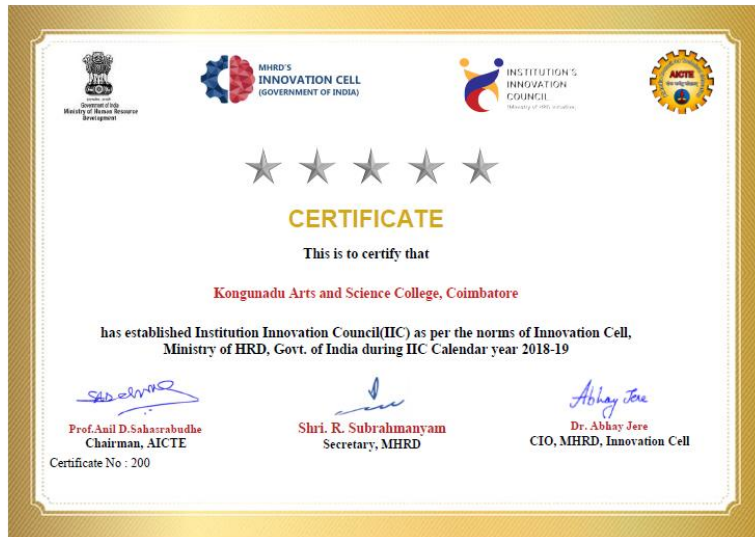 Government of India
Ministry of Human Resource
Development
MHRD'S
INNOVATION CELL
(GOVERNMENT OF INDIA)
INSTITUTION'S
INNOVATION
COUNCIL
(Ministry of HRD Initiative)
AICTE
CERTIFICATE
This is to certify that
Kongunadu Arts and Science College, Coimbatore
has established Institution Innovation Council(IIC) as per the norms of Innovation Cell,
Ministry of HRD, Govt. of India during IIC Calendar year 2018-19
Abhay Jere
Prof.Anil D.Sahasrabudhe
Chairman, AICTE
Shri. R. Subrahmanyam
Secretary, MHRD
Dr. Abhay Jere
CIO, MHRD, Innovation Cell
Certificate No : 200